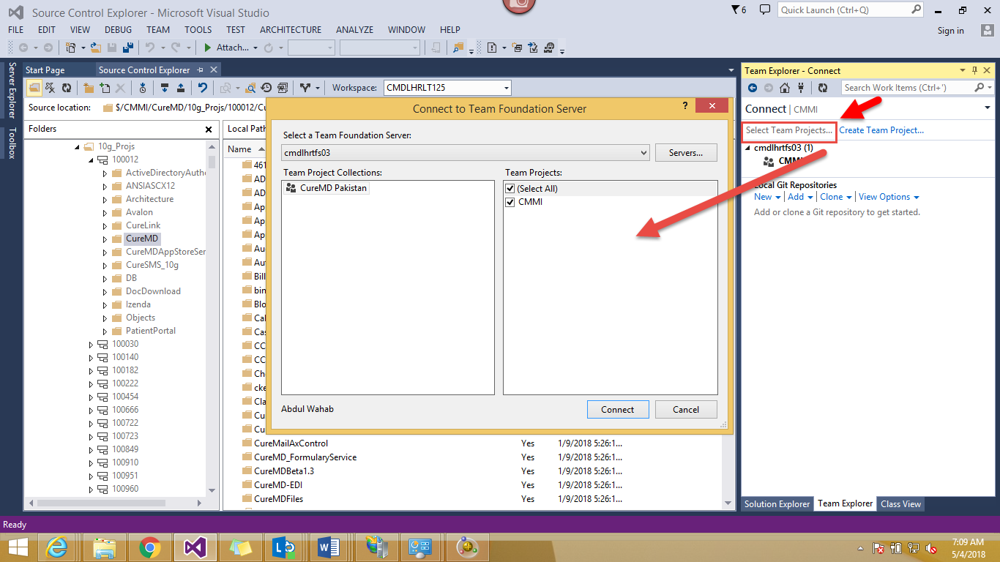 Source Control Explorer - Microsoft Visual Studio
6
Quick Launch (Ctrl+Q)
FILE EDIT VIEW DEBUG TEAM TOOLS TEST ARCHITECTURE ANALYZE WINDOW HELP
Sign in
Attach...
Server Explorer
Toolbox
Start Page
Source Control Explorer
Workspace: CMDLHRLT125
Source location: $/CMMI/CureMD/10g_Projs/100012/Cu
Folders
10g_Projs
100012
ActiveDirectoryAuthe
ANSIASCX12
Architecture
Avalon
CureLink
CureMD
CureMDAppStoreSer
CureSMS_10g
DB
DocDownload
Izenda
Objects
PatientPortal
100030
100140
100182
100222
100454
100666
100722
100723
100849
100910
100951
100960
Local Path
Name
461
AD
AD
Ap
Ap
Ap
Au
Aut
Bill
bin
Blo
Cal
Cas
CC
CC
Ch
cke
Cla
Cu
Cu
CureMailAxControl Yes 1/9/2018 5:26:1...
CureMD_FormularyService Yes 1/9/2018 5:26:1...
CureMDBeta1.3 Yes 1/9/2018 5:26:1...
CureMD-EDI Yes 1/9/2018 5:26:1...
CureMDFiles Yes 1/9/2018 5:26:1...
Connect to Team Foundation Server
?
Select a Team Foundation Server:
cmdlhrtfs03
Servers...
Team Project Collections:
CureMD Pakistan
Team Projects:
(Select All)
CMMI
Abdul Wahab
Connect
Cancel
Team Explorer - Connect
Search Work Items (Ctrl+')
Connect | CMMI
Select Team Projects... Create Team Project...
cmdlhrtfs03 (1)
CMMI
Local Git Repositories
New | Add | Clone | View Options
Add or clone a Git repository to get started.
Solution Explorer Team Explorer Class View
Ready
7:09 AM
5/4/2018